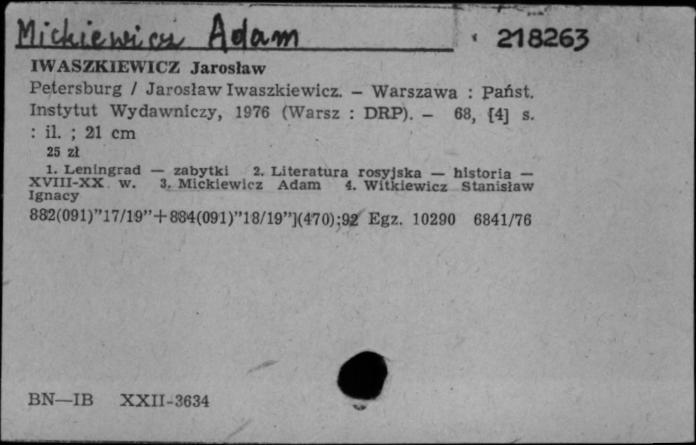 Mickiewicz Adam 218263
IWASZKIEWICZ Jarosław
Petersburg / Jarosław Iwaszkiewicz. — Warszawa : Państ.
Instytut Wydawniczy, 1976 (Warsz : DRP). — 68, [4] s.
: il. ; 21 cm
25 zł
1. Leningrad — zabytki 2. Literatura rosyjska — historia —
XVIII-XX w. 3. Mickiewicz Adam 4. Witkiewicz Stanisław
Ignacy
882(091)"17/19"+884(091)"18/19"](470);92 Egz. 10290 6841/76
BN—IB XXII-3634